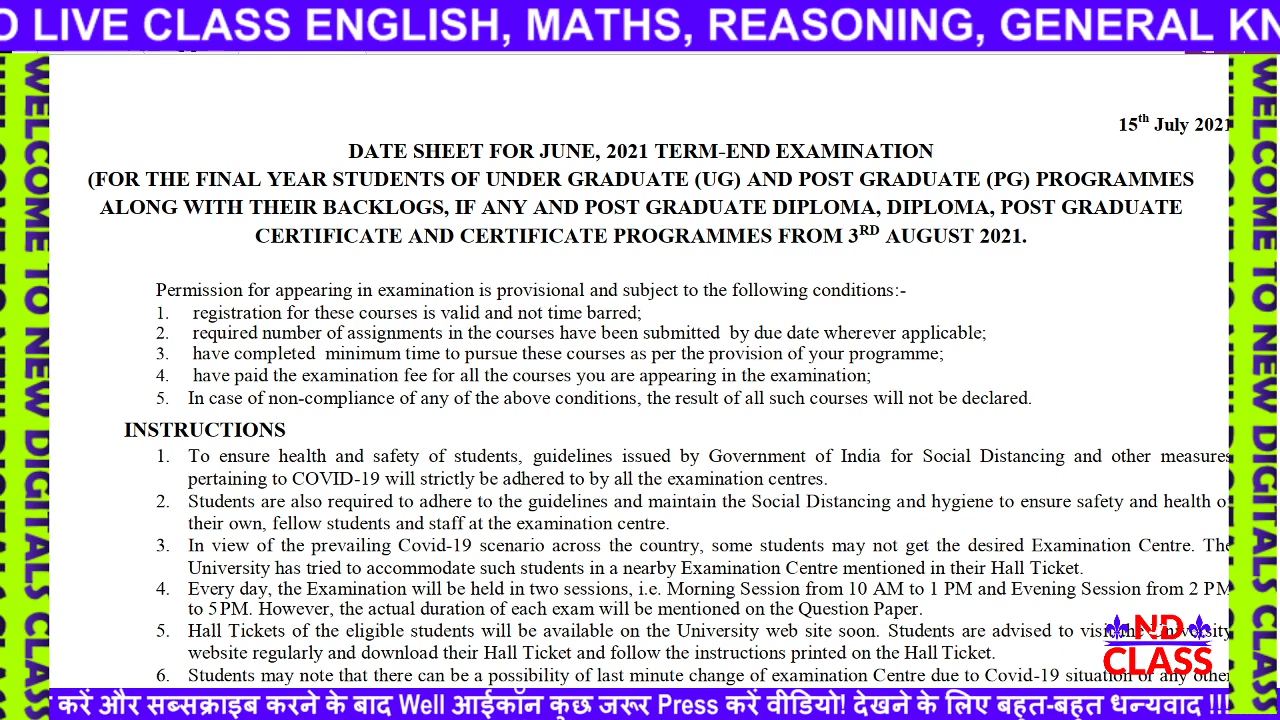 LIVE CLASS ENGLISH, MATHS, REASONING, GENERAL
15th July 2021
DATE SHEET FOR JUNE, 2021 TERM-END EXAMINATION
(FOR THE FINAL YEAR STUDENTS OF UNDER GRADUATE (UG) AND POST GRADUATE (PG) PROGRAMMES
ALONG WITH THEIR BACKLOGS, IF ANY AND POST GRADUATE DIPLOMA, DIPLOMA, POST GRADUATE
CERTIFICATE AND CERTIFICATE PROGRAMMES FROM 3RD AUGUST 2021.
Permission for appearing in examination is provisional and subject to the following conditions:-
1. registration for these courses is valid and not time barred;
2. required number of assignments in the courses have been submitted by due date wherever applicable;
3. have completed minimum time to pursue these courses as per the provision of your programme;
4. have paid the examination fee for all the courses you are appearing in the examination;
5. In case of non-compliance of any of the above conditions, the result of all such courses will not be declared.
INSTRUCTIONS
1. To ensure health and safety of students, guidelines issued by Government of India for Social Distancing and other measures
pertaining to COVID-19 will strictly be adhered to by all the examination centres.
2. Students are also required to adhere to the guidelines and maintain the Social Distancing and hygiene to ensure safety and health
their own, fellow students and staff at the examination centre.
3. In view of the prevailing Covid-19 scenario across the country, some students may not get the desired Examination Centre. The
University has tried to accommodate such students in a nearby Examination Centre mentioned in their Hall Ticket.
4. Every day, the Examination will be held in two sessions, i.e. Morning Session from 10 AM to 1 PM and Evening Session from 2 PM
to 5 PM. However, the actual duration of each exam will be mentioned on the Question Paper.
5. Hall Tickets of the eligible students will be available on the University web site soon. Students are advised to visit the University
website regularly and download their Hall Ticket and follow the instructions printed on the Hall Ticket.
6. Students may note that there can be a possibility of last minute change of examination Centre due to Covid-19 situation or any other
ND
CLASS
WELCOME TO NEW DIGITALS CLASS
WELCOME TO NEW DIGITALS CLASS
करें और सब्सक्राइब करने के बाद Well आईकॉन कुछ जरूर Press करें वीडियो! देखने के लिए बहुत-बहुत धन्यवाद !!!